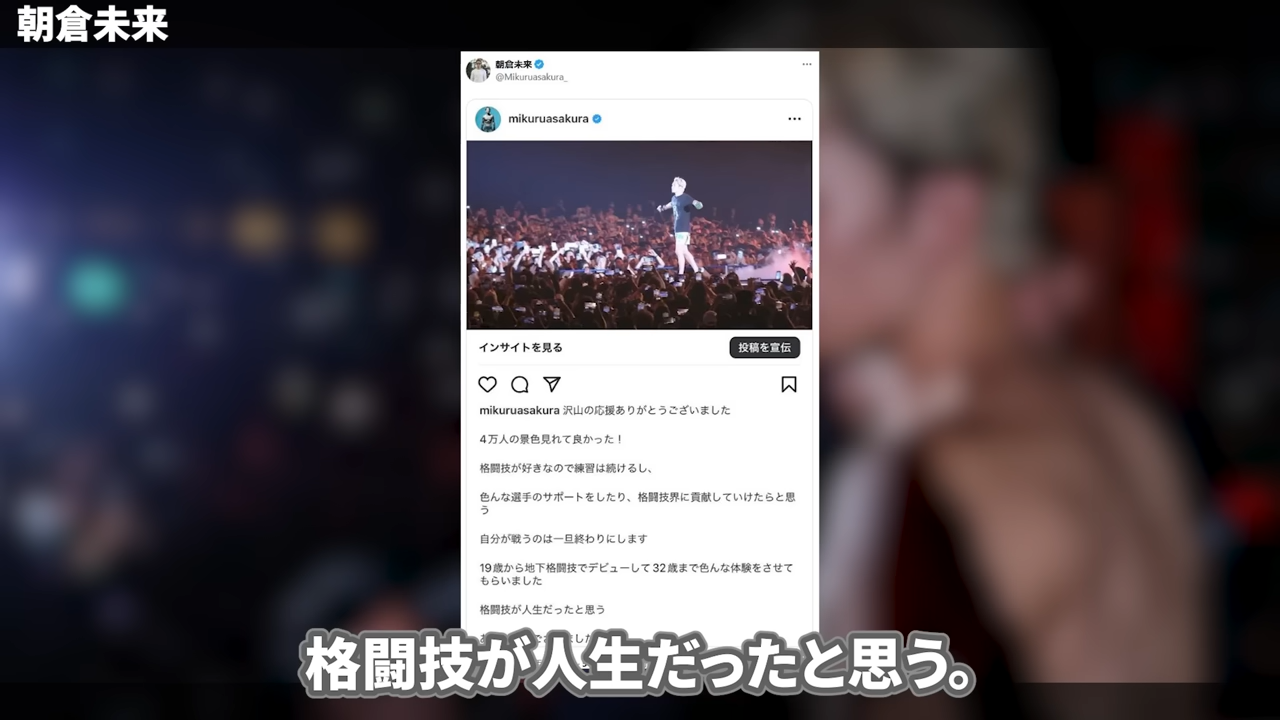 朝倉未来
朝倉未来
@Mikuruasakura_
mikuruasakura
インサイトを見る
投稿を宣伝
mikuruasakura 沢山の応援ありがとうございました
4万人の景色見れて良かった！
格闘技が好きなので練習は続けるし、
色んな選手のサポートをしたり、格闘技界に貢献していけたらと思
う
自分が戦うのは一旦終わりにします
19歳から地下格闘技でデビューして32歳まで色んな体験をさせて
もらいました
格闘技が人生だったと思う
格闘技が人生だったと思う。